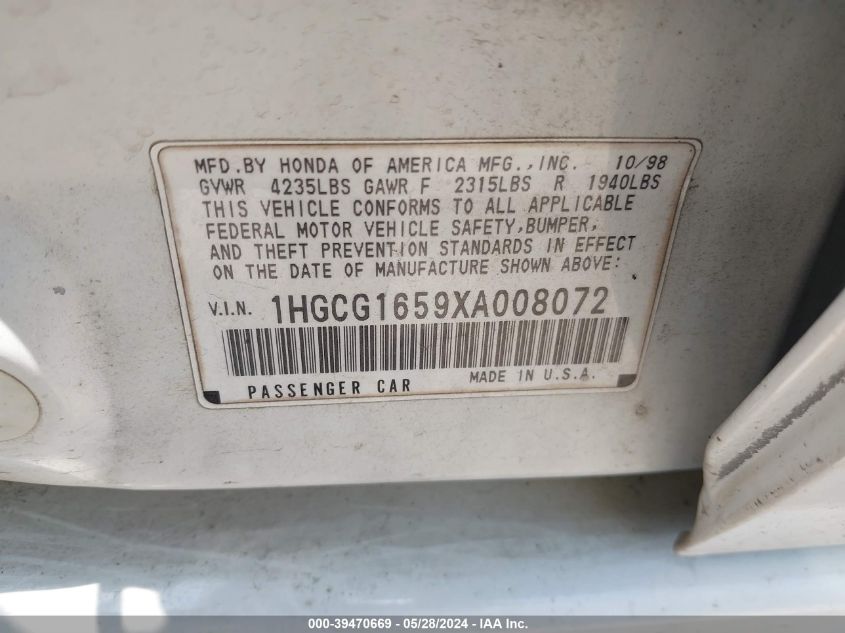 MFD.BY HONDA OF AMERICA MFG.,INC. 10/98
GVWR 4235LBS GAWR F 2315LBS R 1940LBS
THIS VEHICLE CONFORMS TO ALL APPLICABLE
FEDERAL MOTOR VEHICLE SAFETY,BUMPER,
AND THEFT PREVENTION STANDARDS IN EFFECT
ON THE DATE OF MANUFACTURE SHOWN ABOVE:
V.I.N. 1HGCG1659XA008072
PASSENGER CAR MADE IN U.S.A.
000-39470669 - 05/28/2024 - IAA Inc.